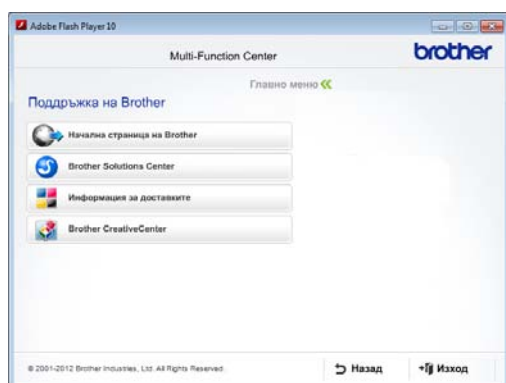 Adobe Flash Player 10
Multi-Function Center
brother
Главно меню
Поддръжка на Brother
Начална страница на Brother
Brother Solutions Center
Информация за доставките
Brother CreativeCenter
© 2001-2012 Brother Industries, Ltd. All Rights Reserved.
Назад
Изход